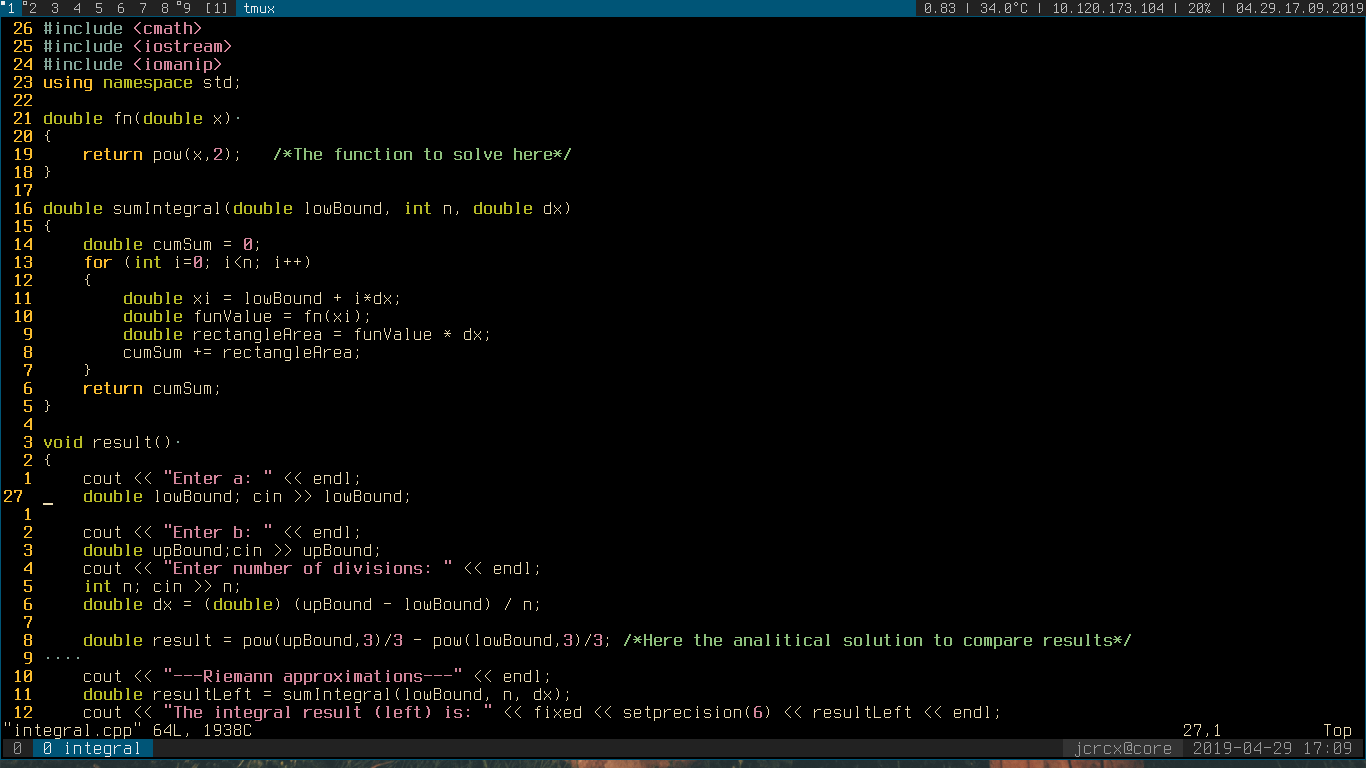 1 2 3 4 5 6 7 8 9 [1] tmux 0.83 | 34.0°C | 10.120.173.104 | 20% | 04.29.17.09.2019
26 #include <cmath>
25 #include <iostream>
24 #include <iomanip>
23 using namespace std;
22
21 double fn(double x)·
20 {
19     return pow(x,2);   /*The function to solve here*/
18 }
17
16 double sumIntegral(double lowBound, int n, double dx)
15 {
14     double cumSum = 0;
13     for (int i=0; i<n; i++)
12     {
11         double xi = lowBound + i*dx;
10         double funValue = fn(xi);
9         double rectangleArea = funValue * dx;
8         cumSum += rectangleArea;
7     }
6     return cumSum;
5 }
4
3 void result()·
2 {
1     cout << "Enter a: " << endl;
27     double lowBound; cin >> lowBound;
1
2     cout << "Enter b: " << endl;
3     double upBound;cin >> upBound;
4     cout << "Enter number of divisions: " << endl;
5     int n; cin >> n;
6     double dx = (double) (upBound - lowBound) / n;
7
8     double result = pow(upBound,3)/3 - pow(lowBound,3)/3; /*Here the analitical solution to compare results*/
9 ····
10     cout << "---Riemann approximations---" << endl;
11     double resultLeft = sumIntegral(lowBound, n, dx);
12     cout << "The integral result (left) is: " << fixed << setprecision(6) << resultLeft << endl;
"integral.cpp" 64L, 1938C 27,1 Top
0 0 integral jcrcx@core 2019-04-29 17:09